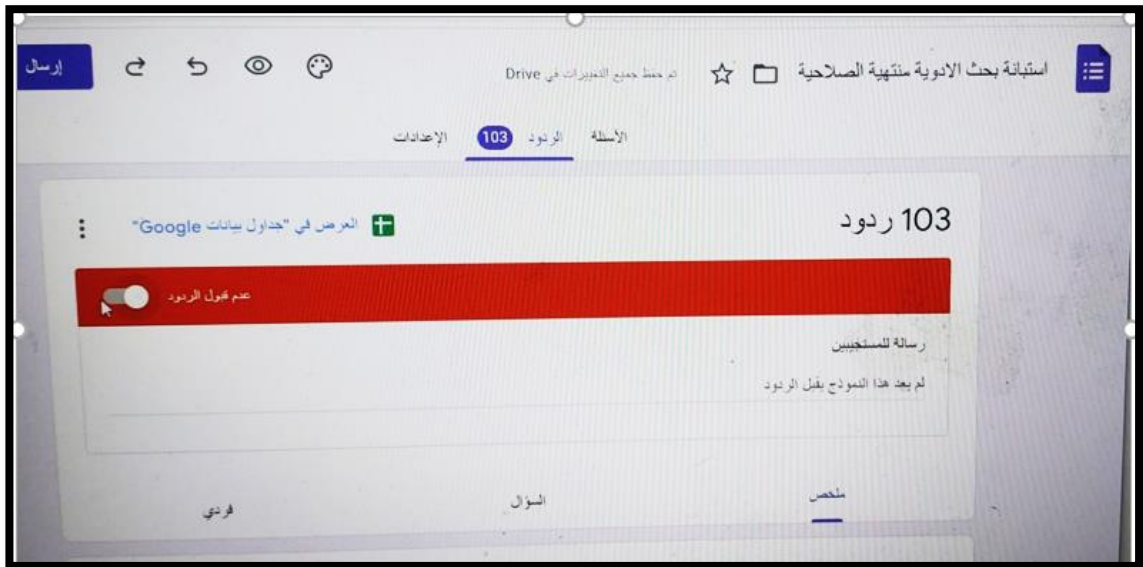 استبانة بحث الادوية منتهية الصلاحية
تم حفظ جميع التغييرات في Drive
إرسال
الأسئلة
الردود 103
الإعدادات
103 ردود
العرض في "جداول بيانات Google"
عدم قبول الردود
رسالة للمستجيبين
لم يعد هذا النموذج يقبل الردود
ملخص
السؤال
فردي